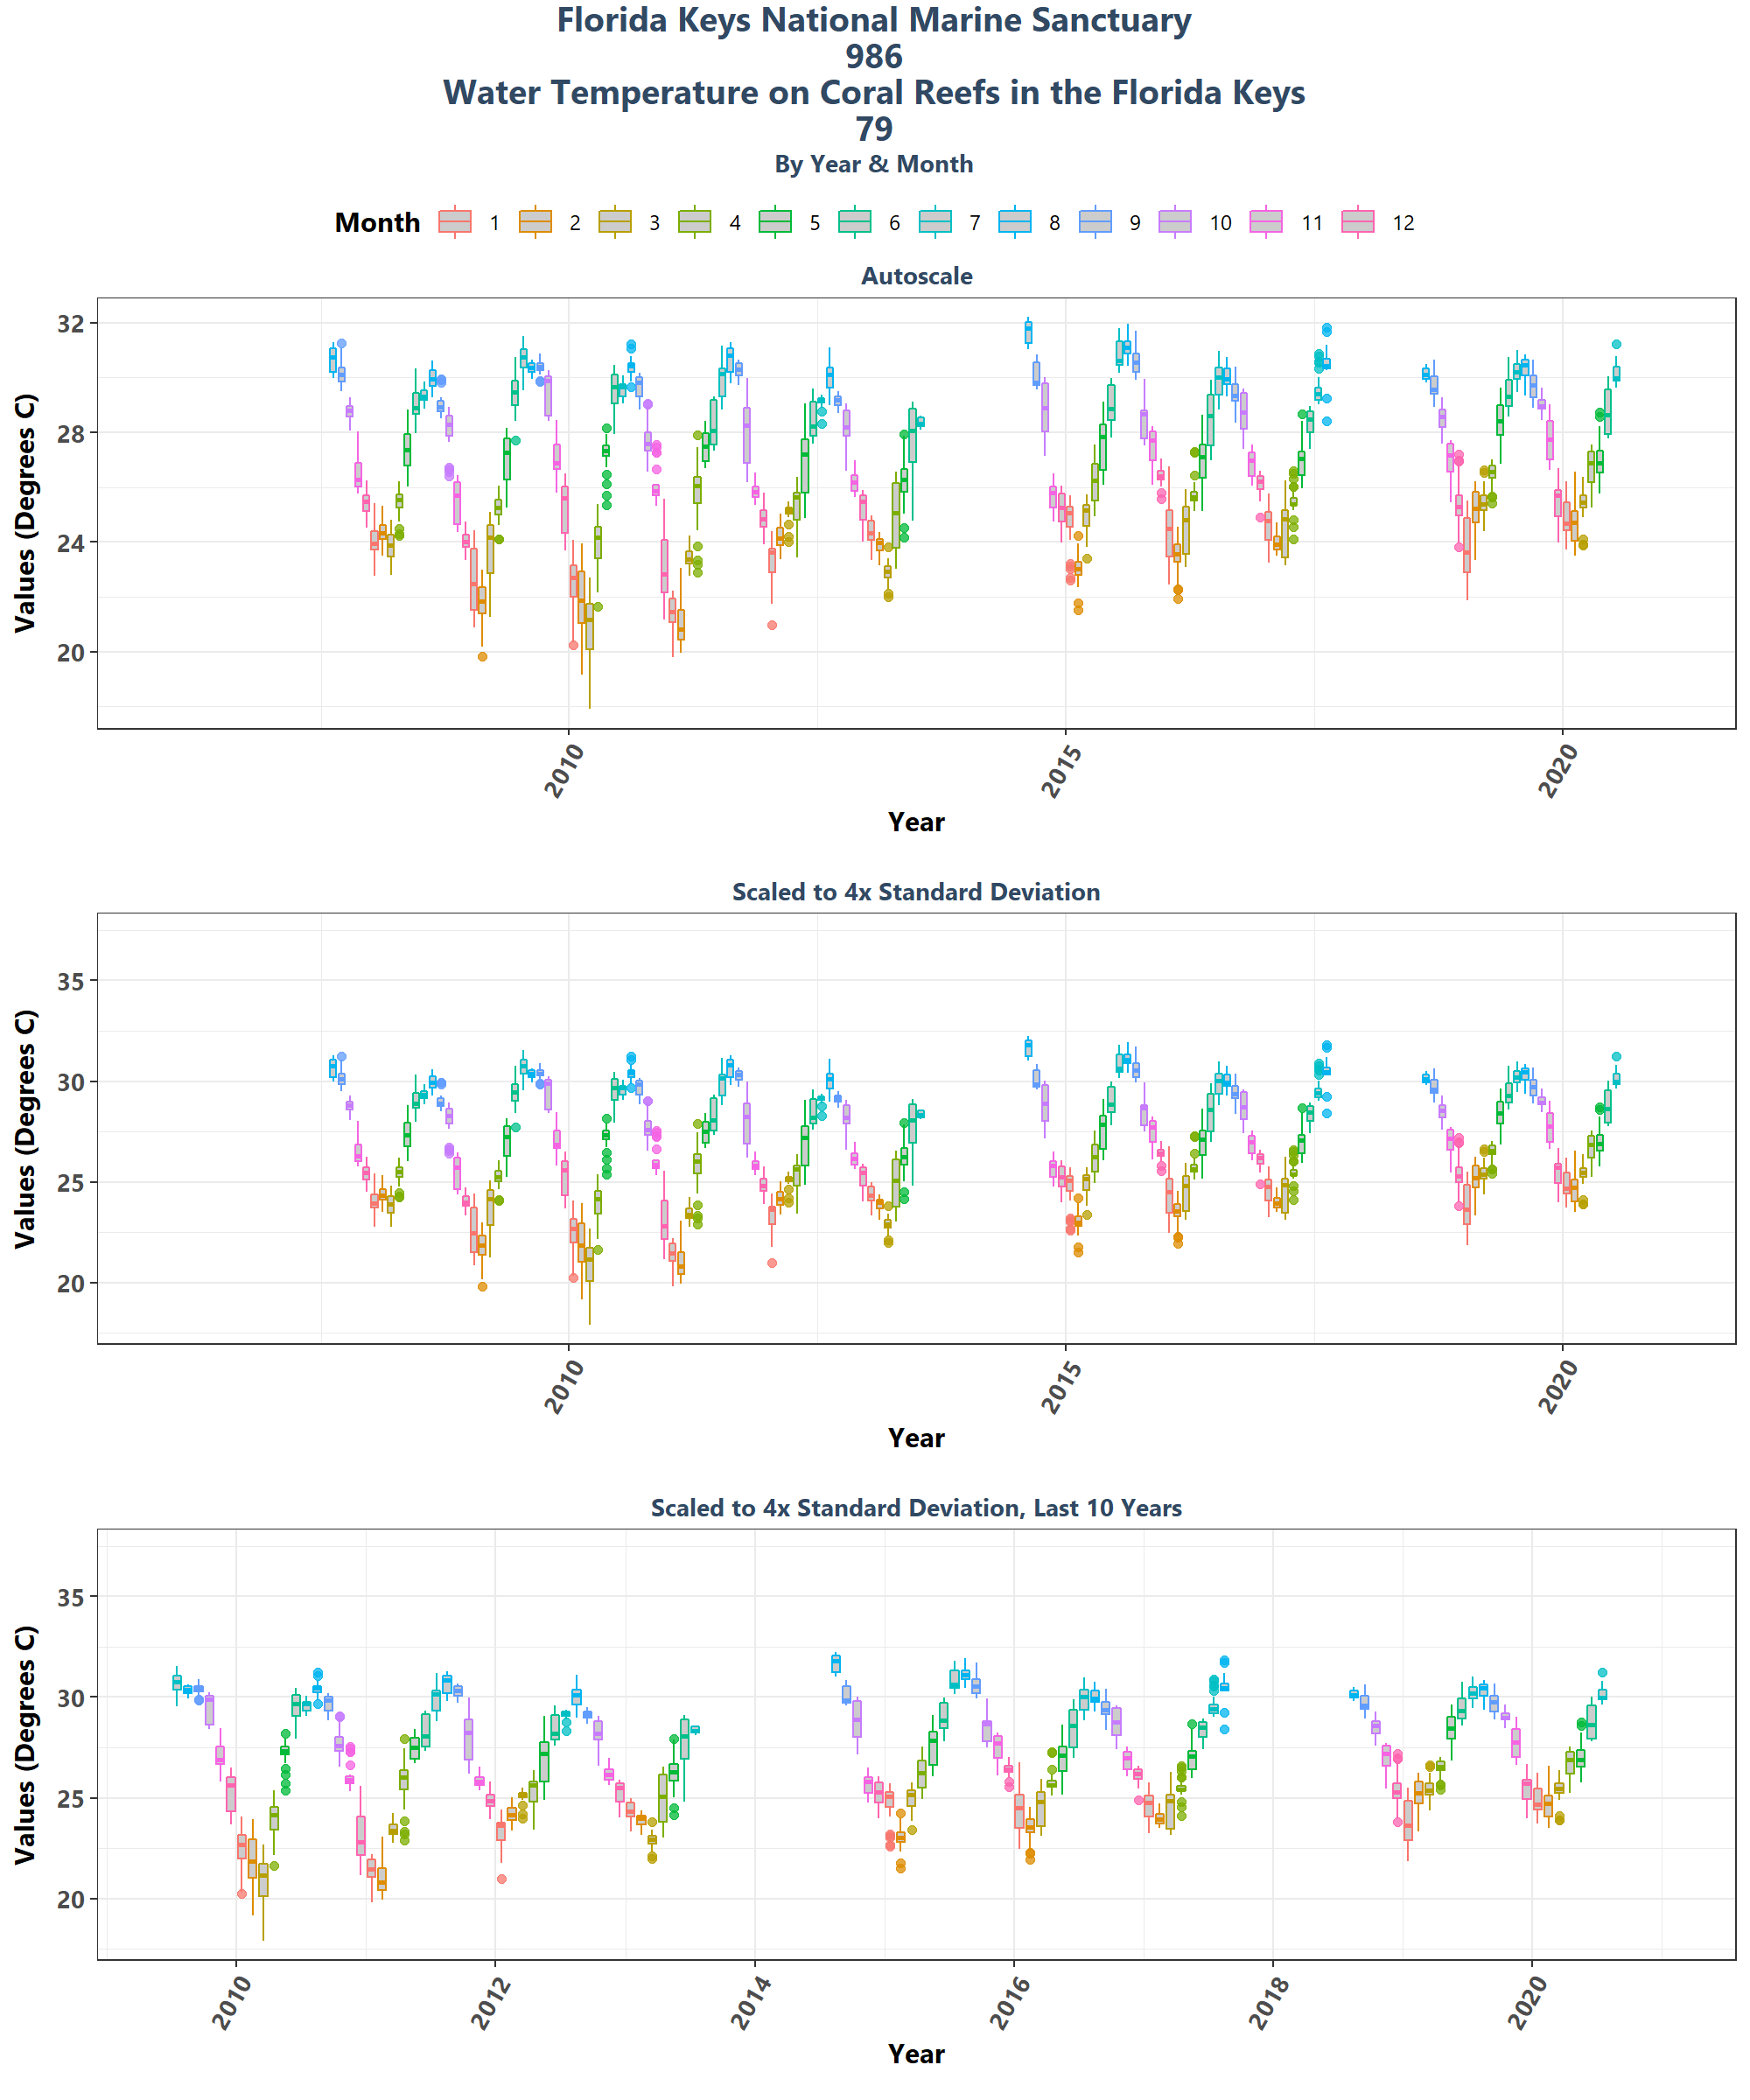 Florida Keys National Marine Sanctuary
986
Water Temperature on Coral Reefs in the Florida Keys
79
By Year & Month
Month 1 2 3 4 5 6 7 8 9 10 11 12
Autoscale
Values (Degrees C)
32
28
24
20
2010 2015 2020
Year
Scaled to 4x Standard Deviation
Values (Degrees C)
35
30
25
20
2010 2015 2020
Year
Scaled to 4x Standard Deviation, Last 10 Years
Values (Degrees C)
35
30
25
20
2010 2012 2014 2016 2018 2020
Year